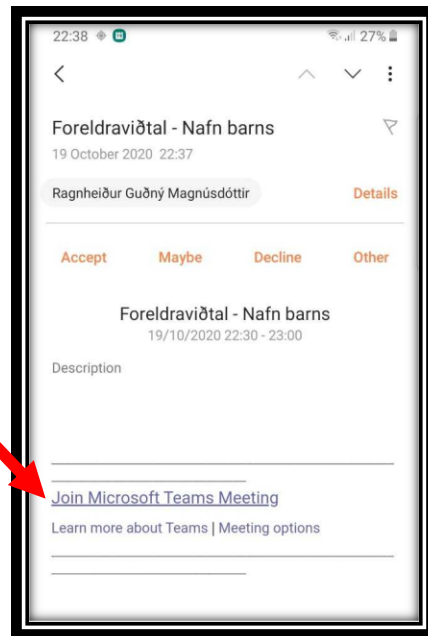 22:38 27%
Foreldraviðtal - Nafn barns
19 October 2020 22:37
Ragnheiður Guðný Magnúsdóttir Details
Accept Maybe Decline Other
Foreldraviðtal - Nafn barns
19/10/2020 22:30 - 23:00
Description
Join Microsoft Teams Meeting
Learn more about Teams | Meeting options